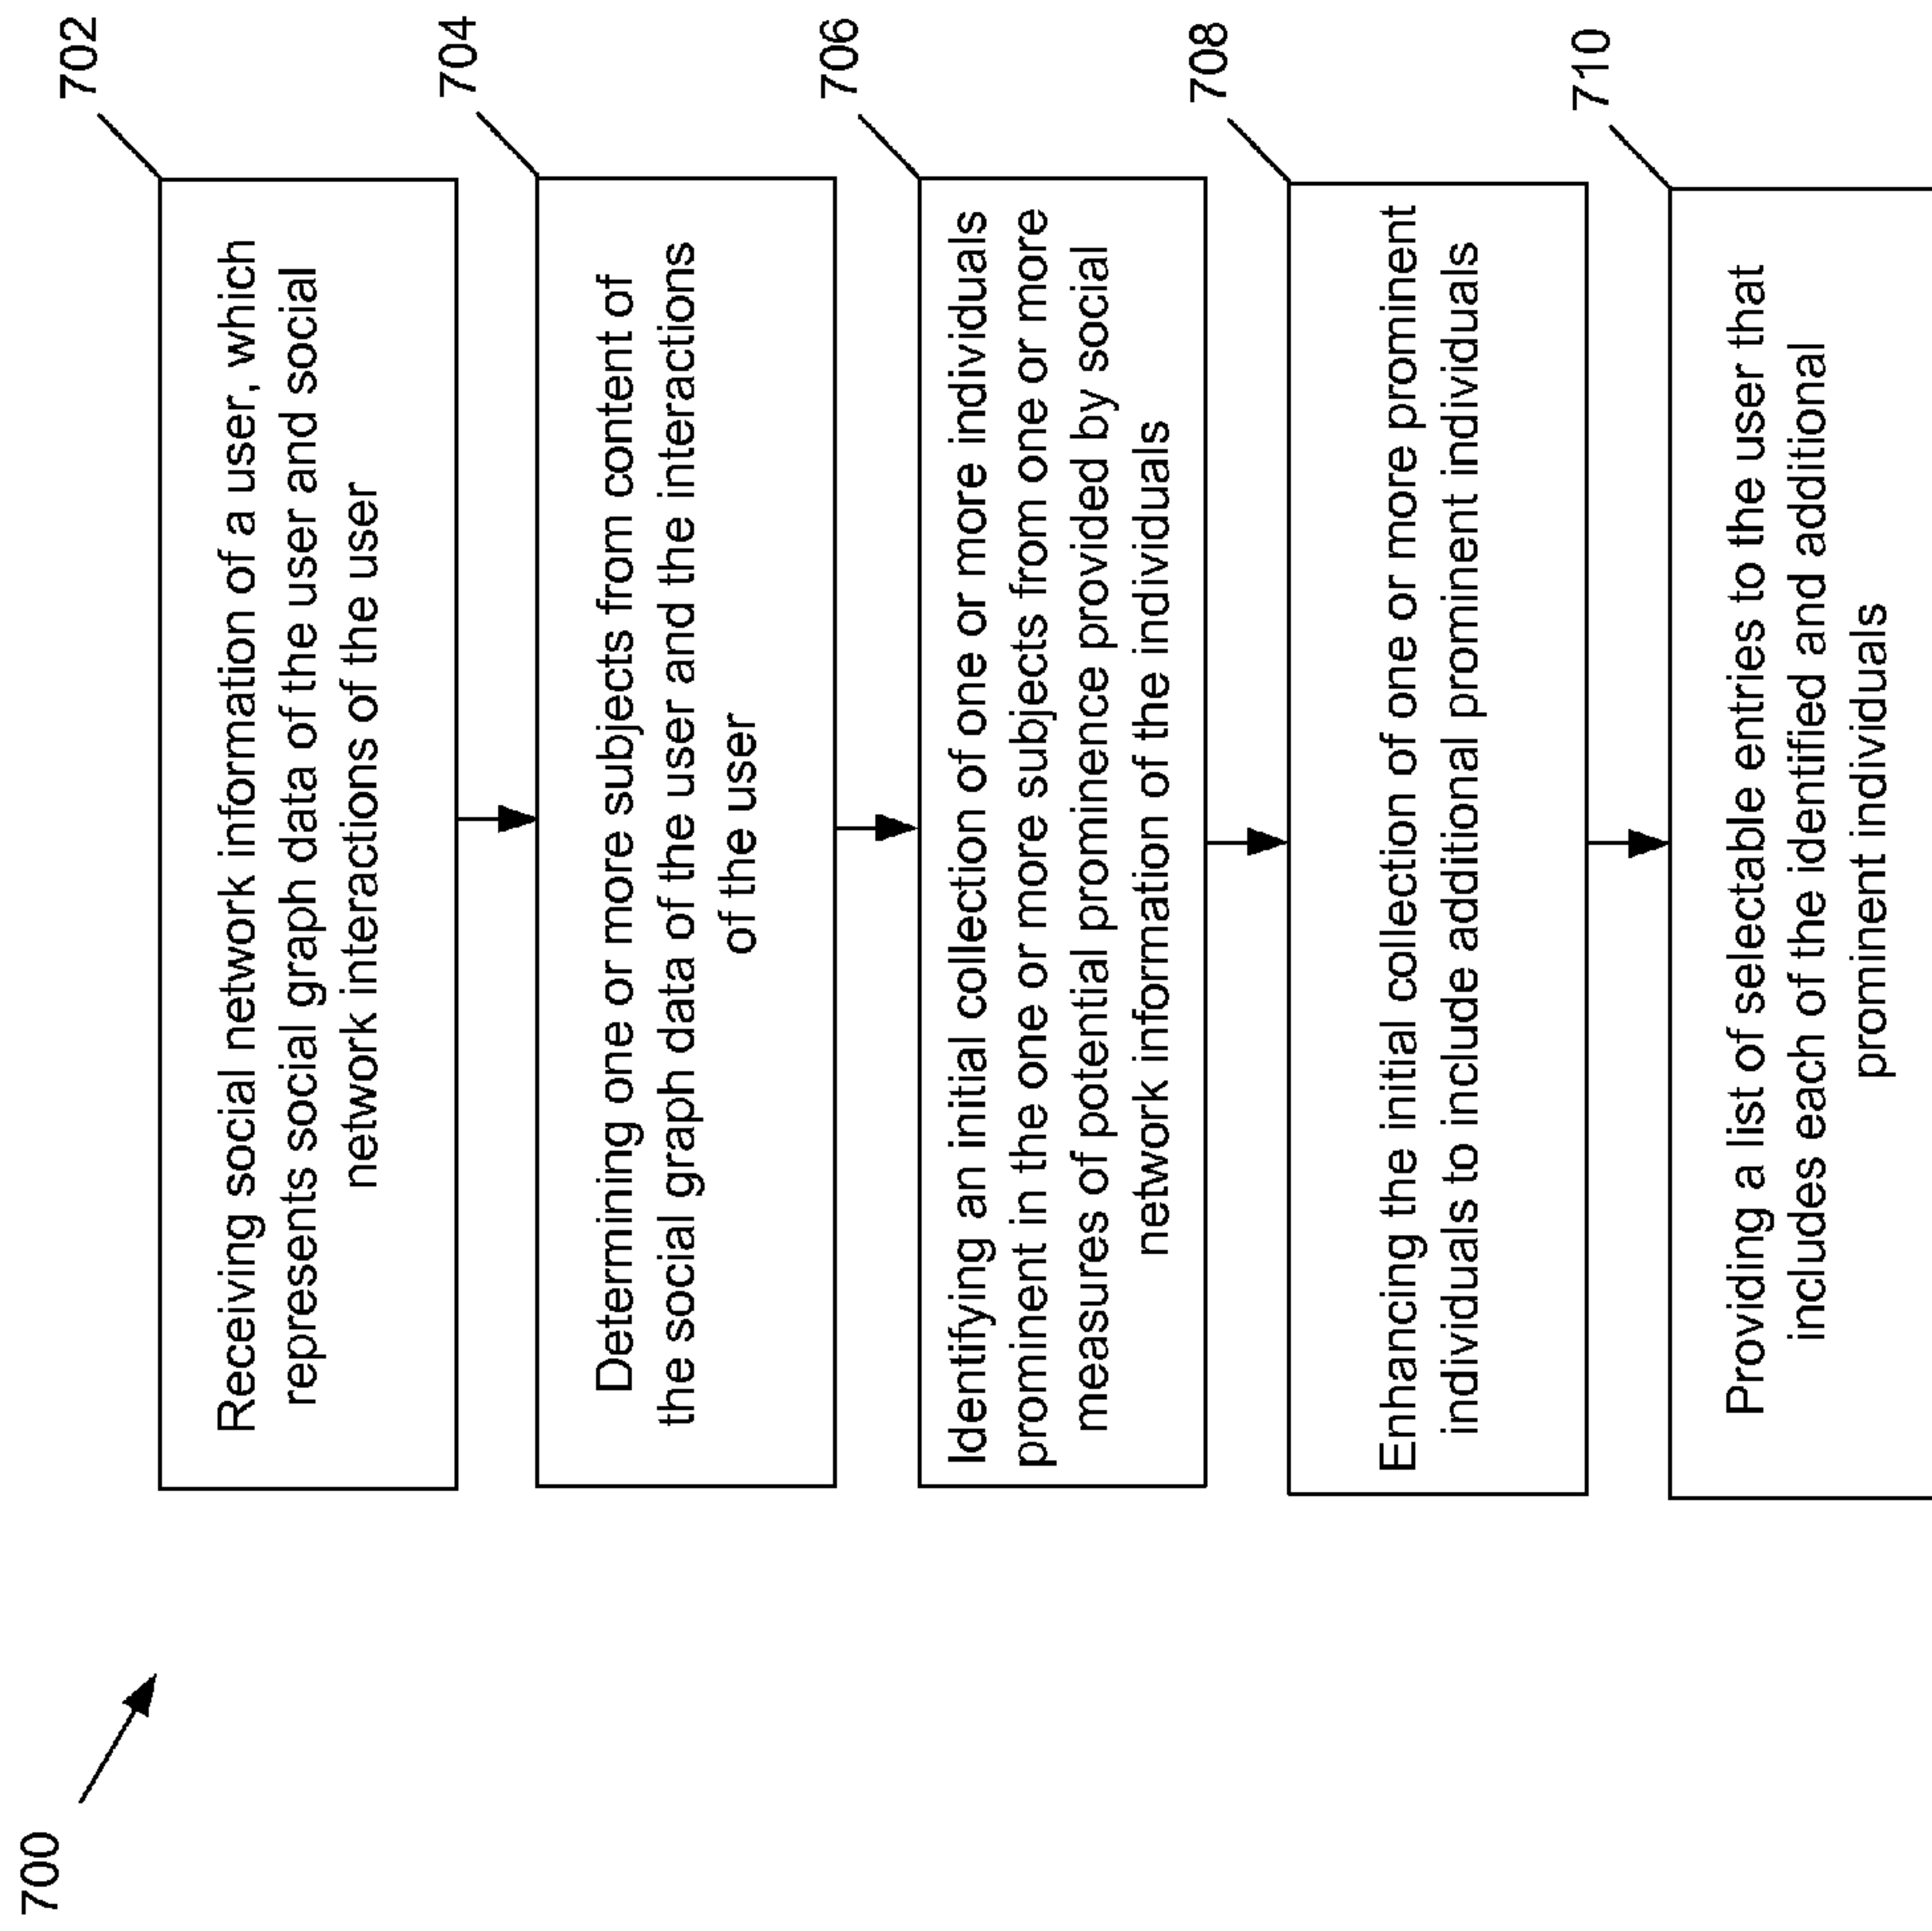 700
702
Receiving social network information of a user, which
represents social graph data of the user and social
network interactions of the user
704
Determining one or more subjects from content of
the social graph data of the user and the interactions
of the user
706
Identifying an initial collection of one or more individuals
prominent in the one or more subjects from one or more
measures of potential prominence provided by social
network information of the individuals
708
Enhancing the initial collection of one or more prominent
individuals to include additional prominent individuals
710
Providing a list of selectable entries to the user that
includes each of the identified and additional
prominent individuals